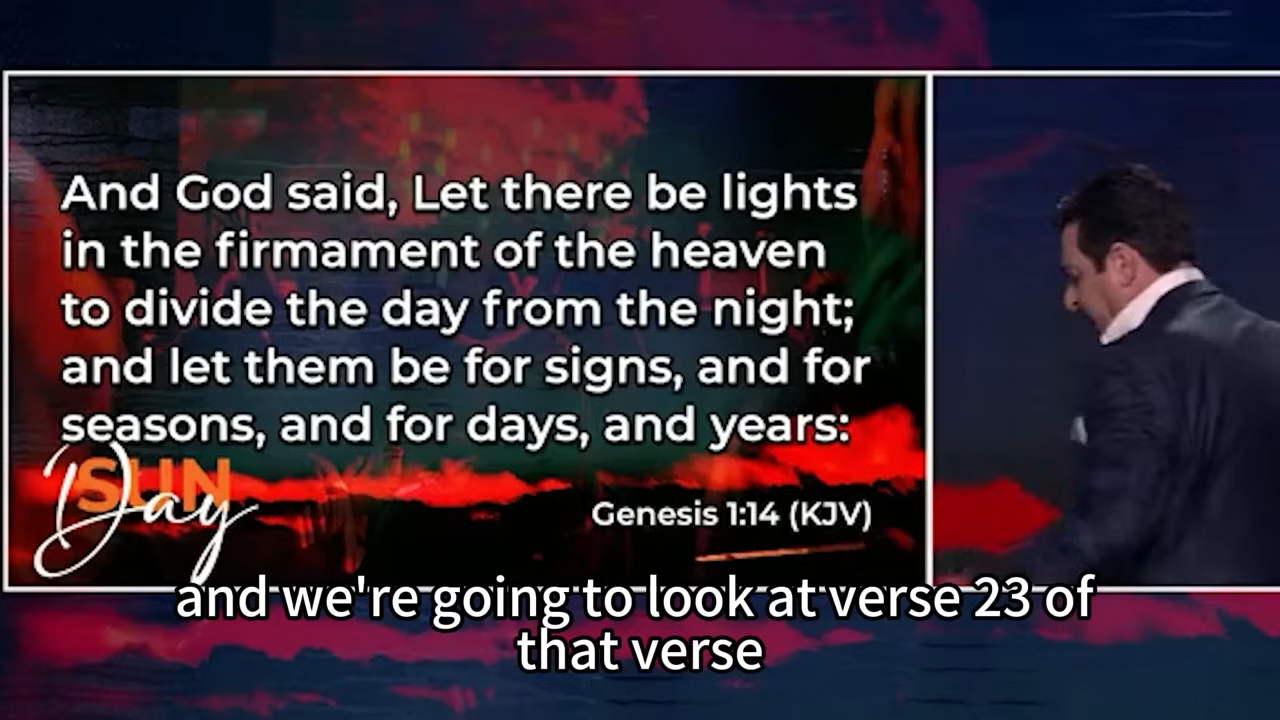 And God said, Let there be lights
in the firmament of the heaven
to divide the day from the night;
and let them be for signs, and for
seasons, and for days, and years:
SUN
Day
Genesis 1:14 (KJV)
and we're going to look at verse 23 of
that verse